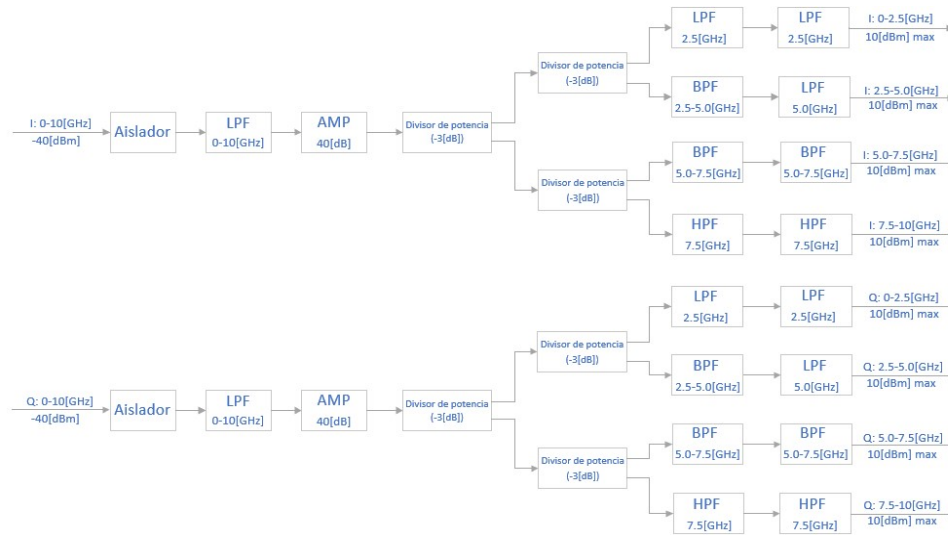 I: 0-10[GHz]
-40[dBm]
Aislador
LPF
0-10[GHz]
AMP
40[dB]
Divisor de potencia
(-3[dB])
Divisor de potencia
(-3[dB])
LPF
2.5[GHz]
LPF
2.5[GHz]
I: 0-2.5[GHz]
10[dBm] max
BPF
2.5-5.0[GHz]
LPF
5.0[GHz]
I: 2.5-5.0[GHz]
10[dBm] max
Divisor de potencia
(-3[dB])
BPF
5.0-7.5[GHz]
BPF
5.0-7.5[GHz]
I: 5.0-7.5[GHz]
10[dBm] max
HPF
7.5[GHz]
HPF
7.5[GHz]
I: 7.5-10[GHz]
10[dBm] max
Q: 0-10[GHz]
-40[dBm]
Aislador
LPF
0-10[GHz]
AMP
40[dB]
Divisor de potencia
(-3[dB])
Divisor de potencia
(-3[dB])
LPF
2.5[GHz]
LPF
2.5[GHz]
Q: 0-2.5[GHz]
10[dBm] max
BPF
2.5-5.0[GHz]
LPF
5.0[GHz]
Q: 2.5-5.0[GHz]
10[dBm] max
Divisor de potencia
(-3[dB])
BPF
5.0-7.5[GHz]
BPF
5.0-7.5[GHz]
Q: 5.0-7.5[GHz]
10[dBm] max
HPF
7.5[GHz]
HPF
7.5[GHz]
Q: 7.5-10[GHz]
10[dBm] max